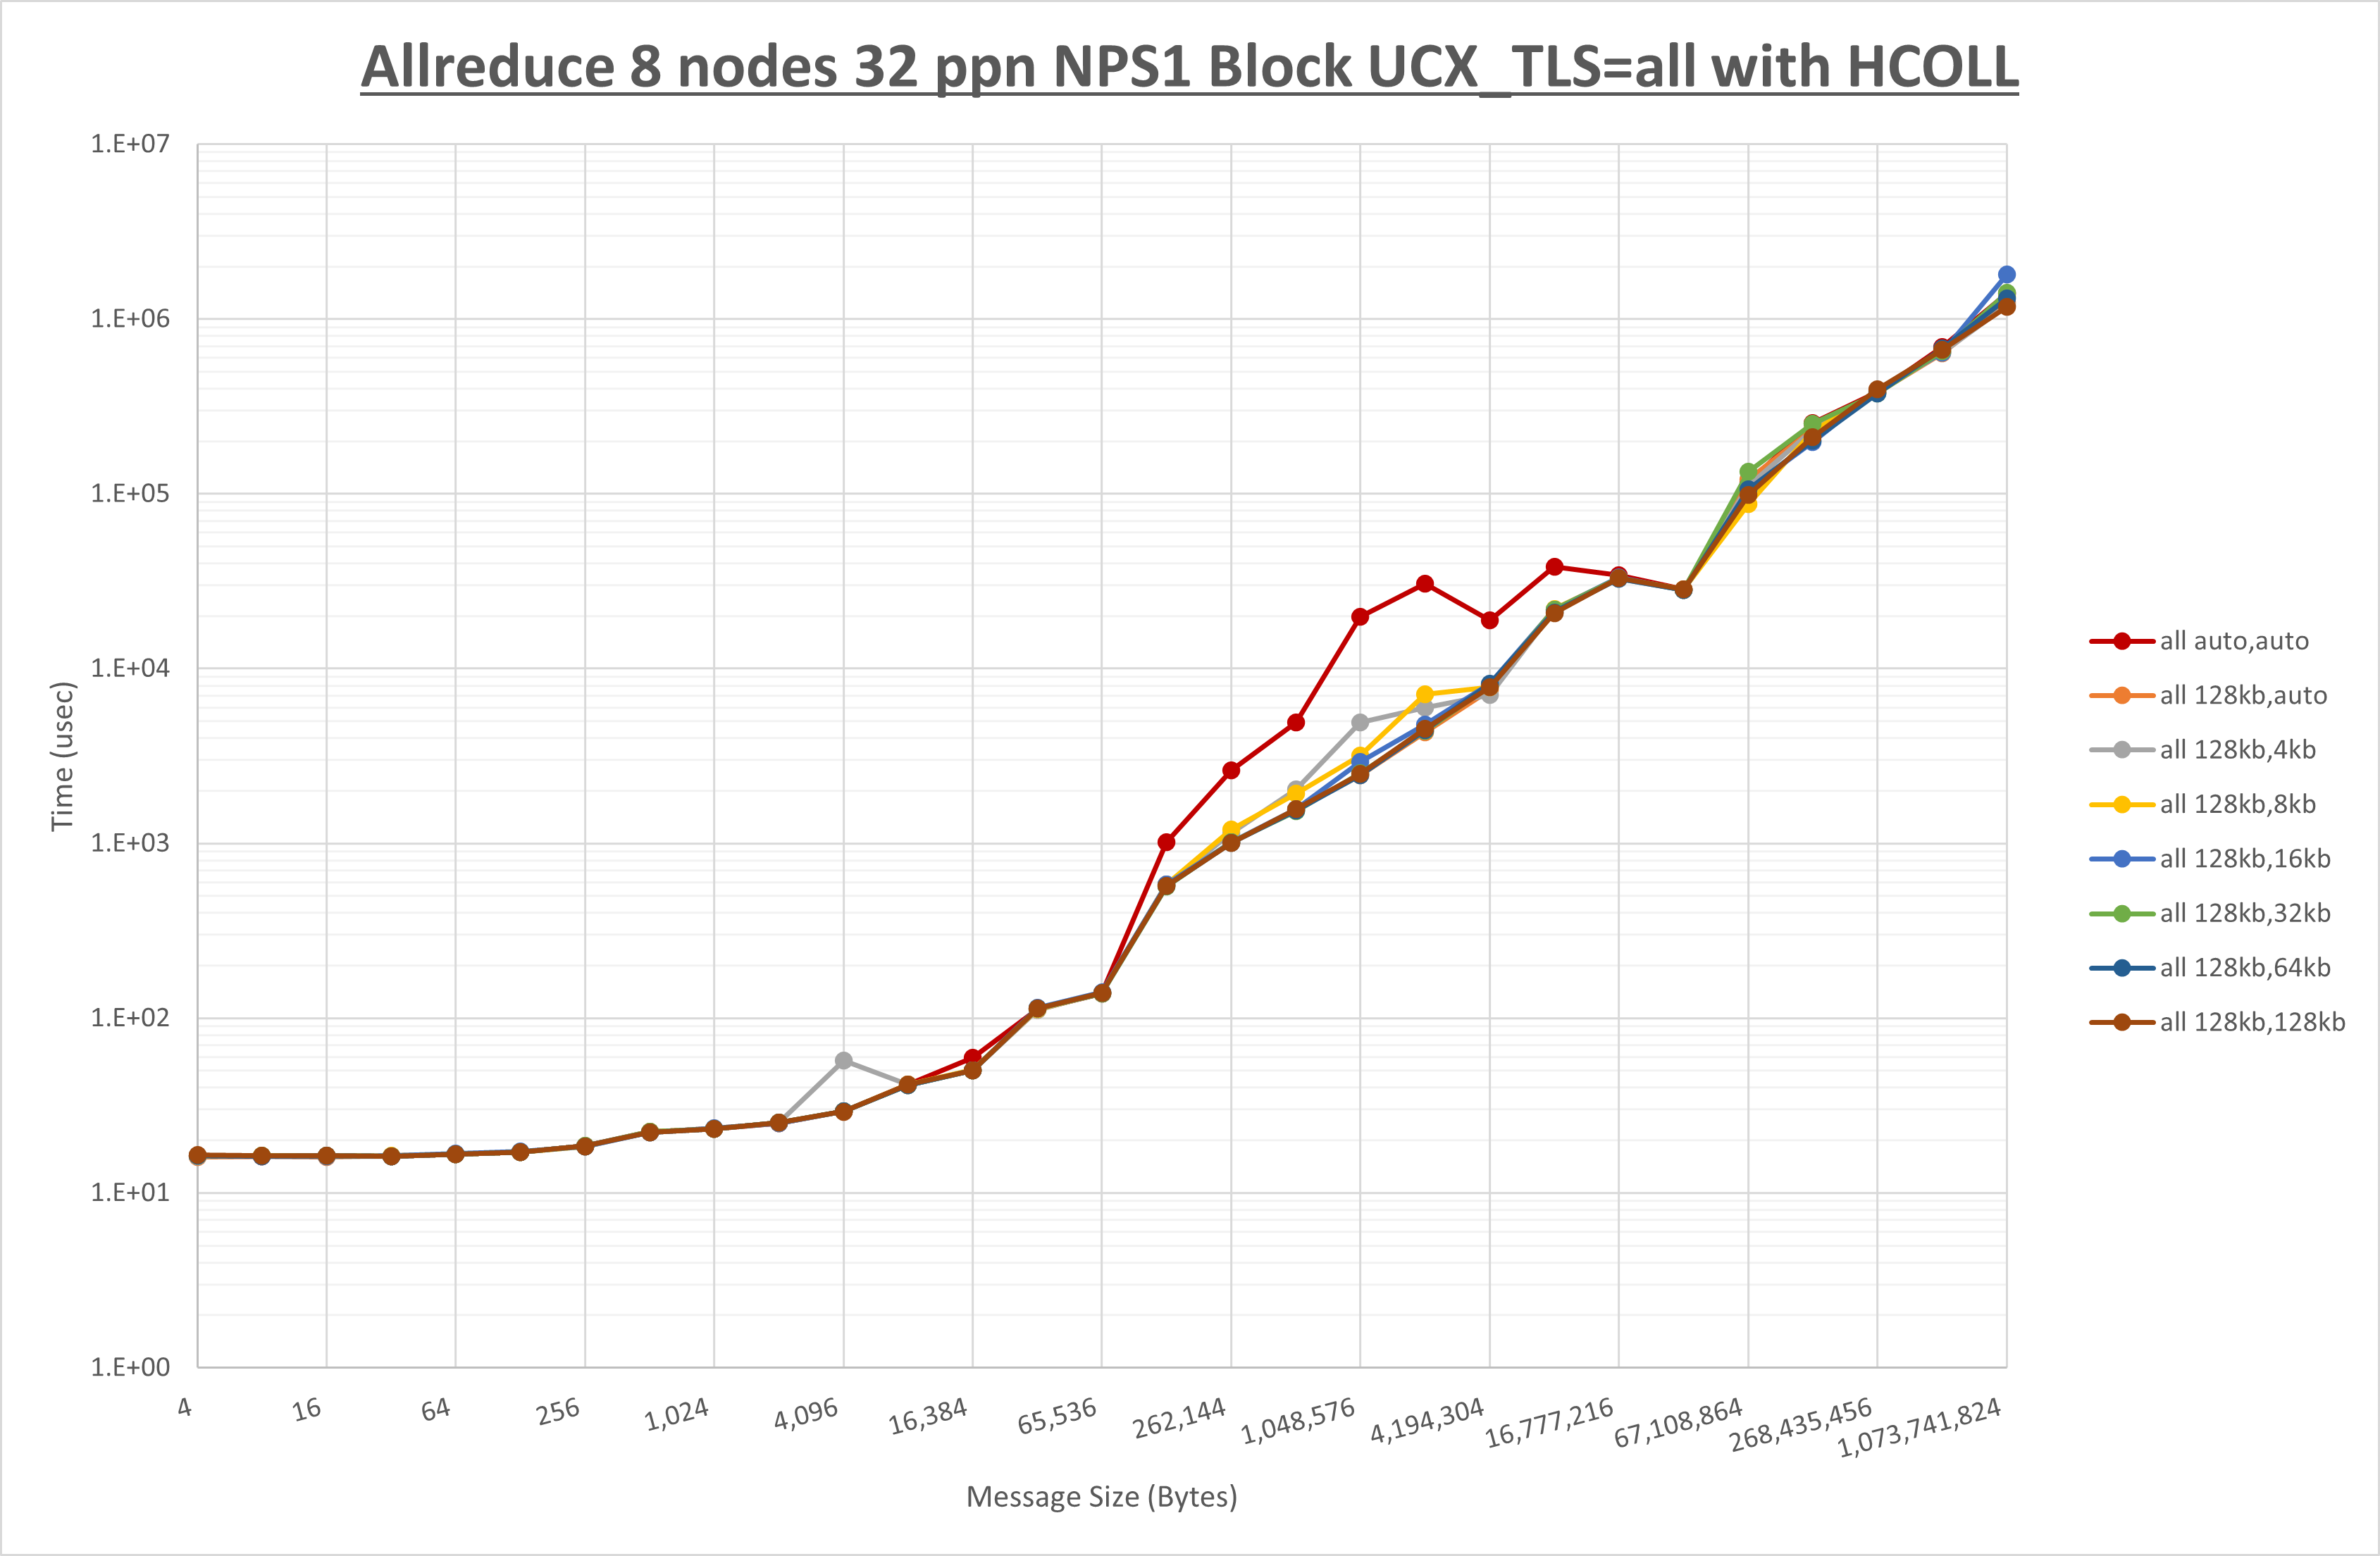 Allreduce 8 nodes 32 ppn NPS1 Block UCX_TLS=all with HCOLL
1.E+07
1.E+06
1.E+05
1.E+04
1.E+03
1.E+02
1.E+01
1.E+00
Time (usec)
4
16
64
256
1,024
4,096
16,384
65,536
262,144
1,048,576
4,194,304
16,777,216
67,108,864
268,435,456
1,073,741,824
Message Size (Bytes)
all auto,auto
all 128kb,auto
all 128kb,4kb
all 128kb,8kb
all 128kb,16kb
all 128kb,32kb
all 128kb,64kb
all 128kb,128kb